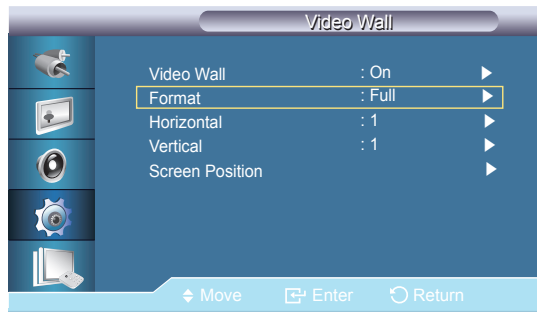 Video Wall
Video Wall : On
Format : Full
Horizontal : 1
Vertical : 1
Screen Position
Move Enter Return